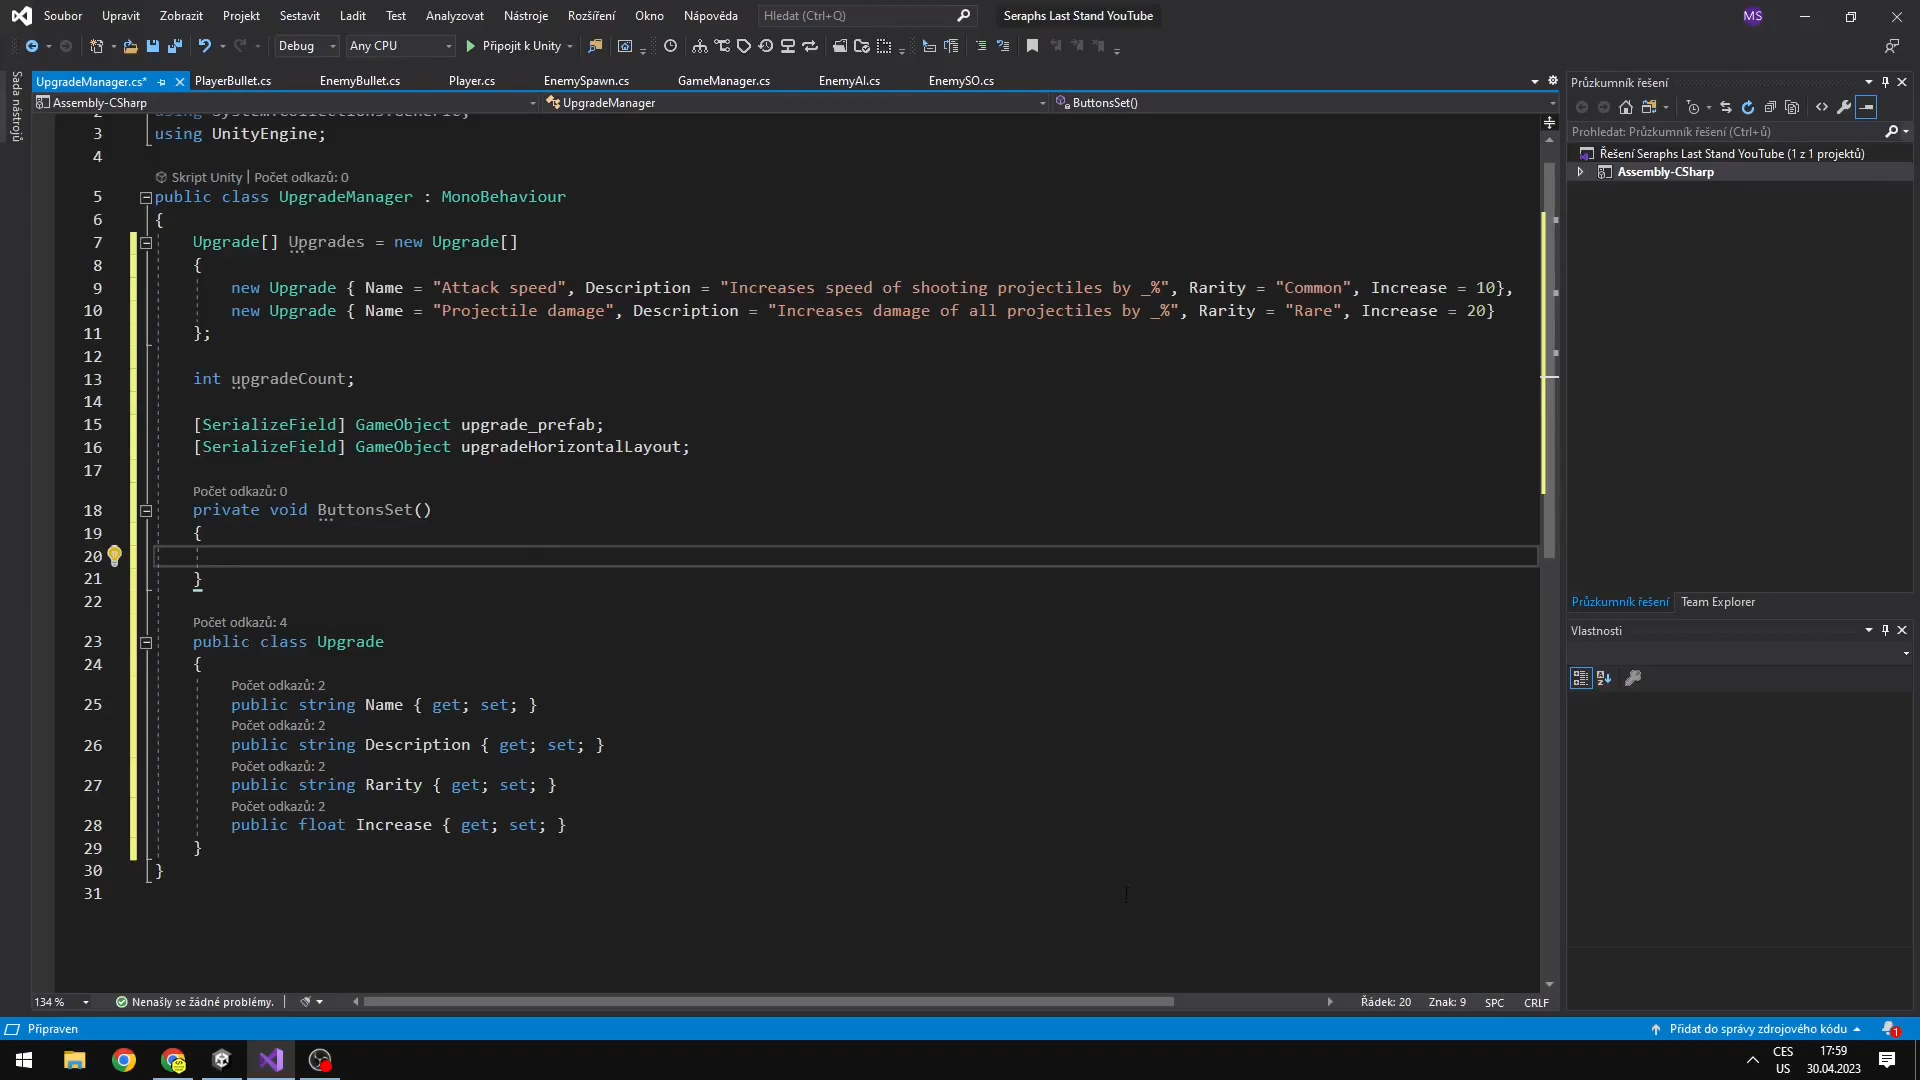 Soubor Upravit Zobrazit Projekt Sestavit Ladit Test Analyzovat Nástroje Rozšíření Okno Nápověda Hledat (Ctrl+Q) Seraphs Last Stand YouTube MS
Debug Any CPU Připojit k Unity
Sada nástrojů
UpgradeManager.cs* PlayerBullet.cs EnemyBullet.cs Player.cs EnemySpawn.cs GameManager.cs EnemyAI.cs EnemySO.cs
Assembly-CSharp UpgradeManager ButtonsSet()
2 using System.Collections.Generic;
3 using UnityEngine;
4
Skript Unity | Počet odkazů: 0
5 public class UpgradeManager : MonoBehaviour
6 {
7 Upgrade[] Upgrades = new Upgrade[]
8 {
9 new Upgrade { Name = "Attack speed", Description = "Increases speed of shooting projectiles by _%", Rarity = "Common", Increase = 10},
10 new Upgrade { Name = "Projectile damage", Description = "Increases damage of all projectiles by _%", Rarity = "Rare", Increase = 20}
11 };
12
13 int upgradeCount;
14
15 [SerializeField] GameObject upgrade_prefab;
16 [SerializeField] GameObject upgradeHorizontalLayout;
17
Počet odkazů: 0
18 private void ButtonsSet()
19 {
20
21 }
22
Počet odkazů: 4
23 public class Upgrade
24 {
Počet odkazů: 2
25 public string Name { get; set; }
Počet odkazů: 2
26 public string Description { get; set; }
Počet odkazů: 2
27 public string Rarity { get; set; }
Počet odkazů: 2
28 public float Increase { get; set; }
29 }
30 }
31
134 % Nenašly se žádné problémy. Řádek: 20 Znak: 9 SPC CRLF
Průzkumník řešení
Prohledat: Průzkumník řešení (Ctrl+ů)
Řešení Seraphs Last Stand YouTube (1 z 1 projektů)
Assembly-CSharp
Průzkumník řešení Team Explorer
Vlastnosti
Připraven Přidat do správy zdrojového kódu 1
CES 17:59
US 30.04.2023